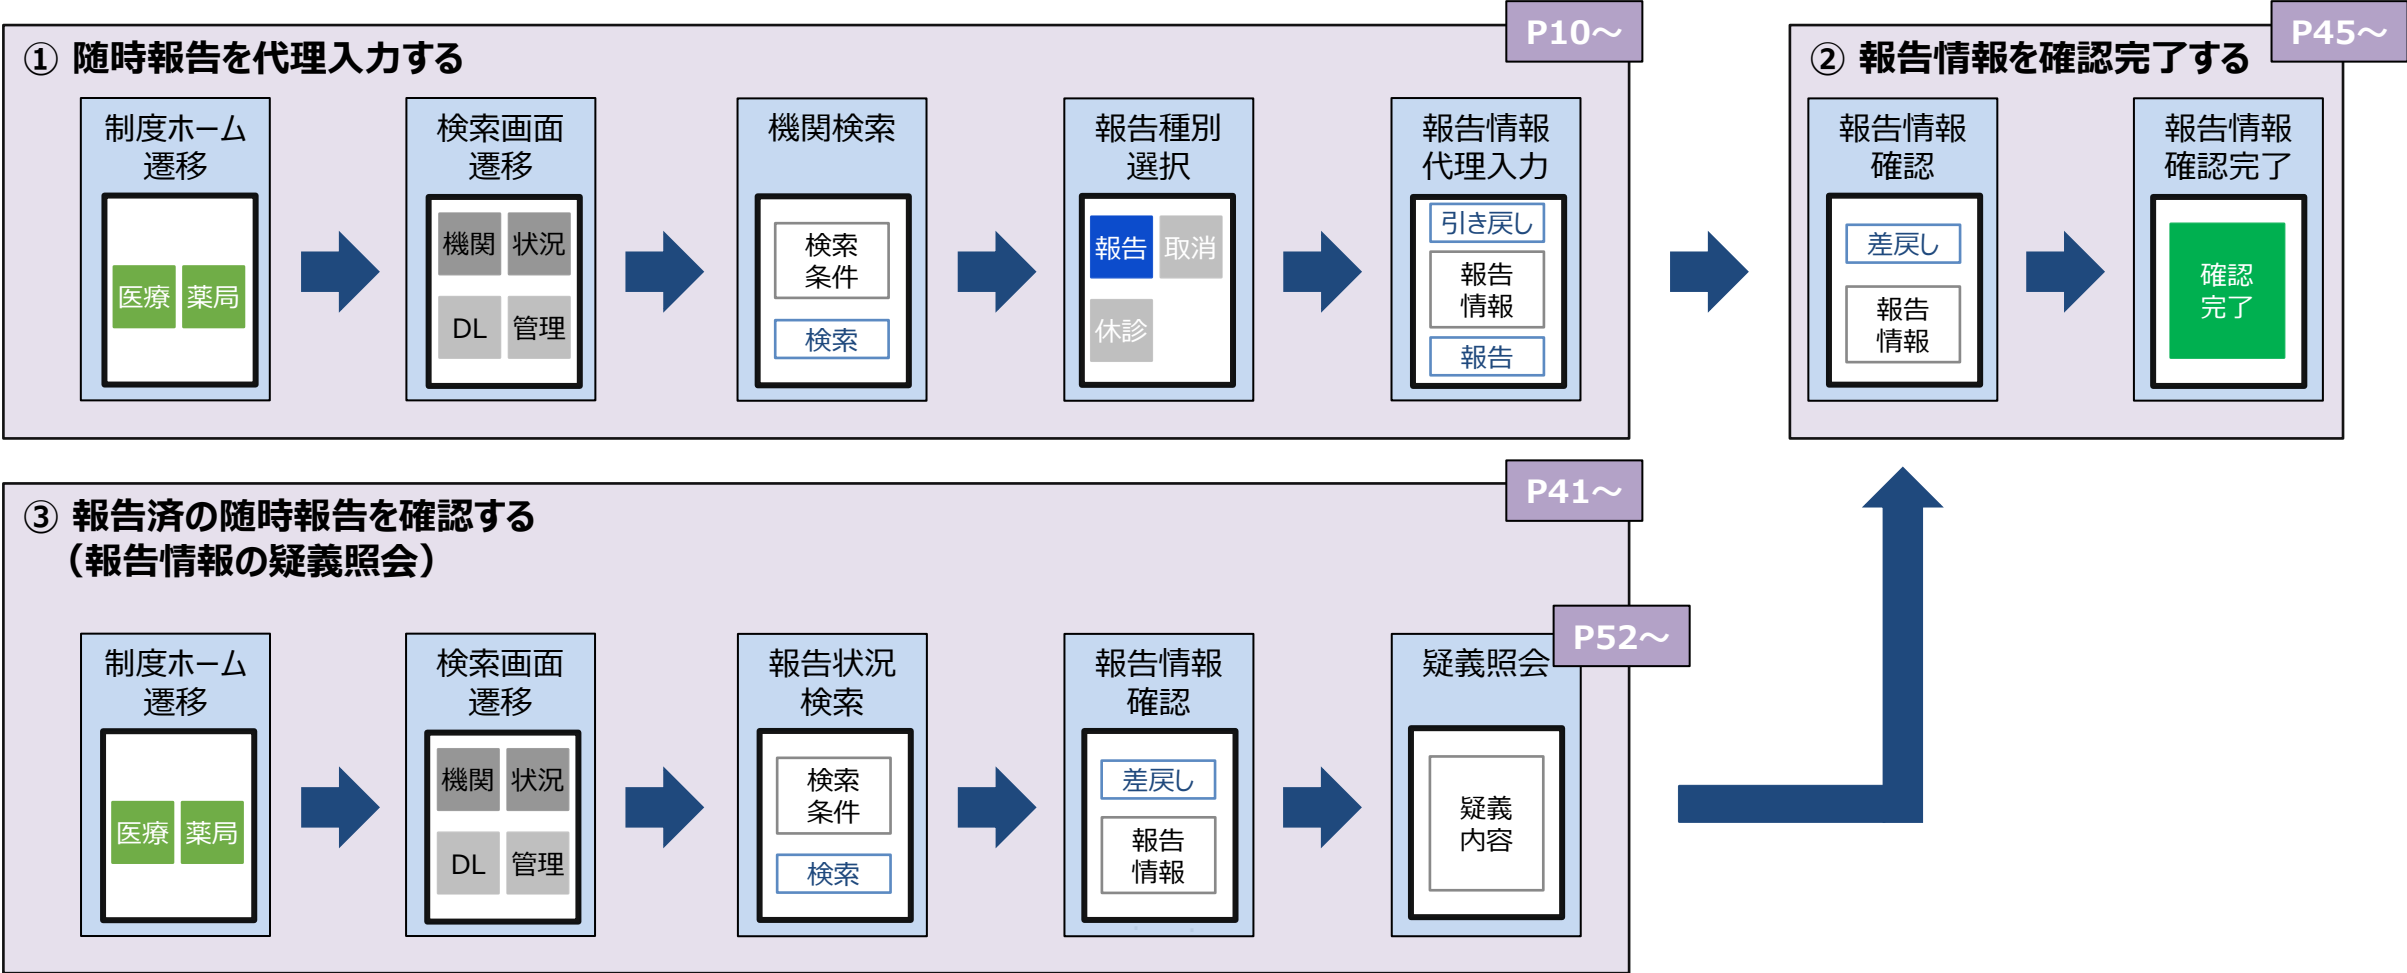 P10～
① 随時報告を代理入力する
制度ホーム
遷移
医療 薬局
検索画面
遷移
機関 状況
DL 管理
機関検索
検索
条件
検索
報告種別
選択
報告 取消
休診
報告情報
代理入力
引き戻し
報告
情報
報告
P45～
② 報告情報を確認完了する
報告情報
確認
差戻し
報告
情報
報告情報
確認完了
確認
完了
P41～
③ 報告済の随時報告を確認する
（報告情報の疑義照会）
制度ホーム
遷移
医療 薬局
検索画面
遷移
機関 状況
DL 管理
報告状況
検索
検索
条件
検索
報告情報
確認
差戻し
報告
情報
P52～
疑義照会
疑義
内容